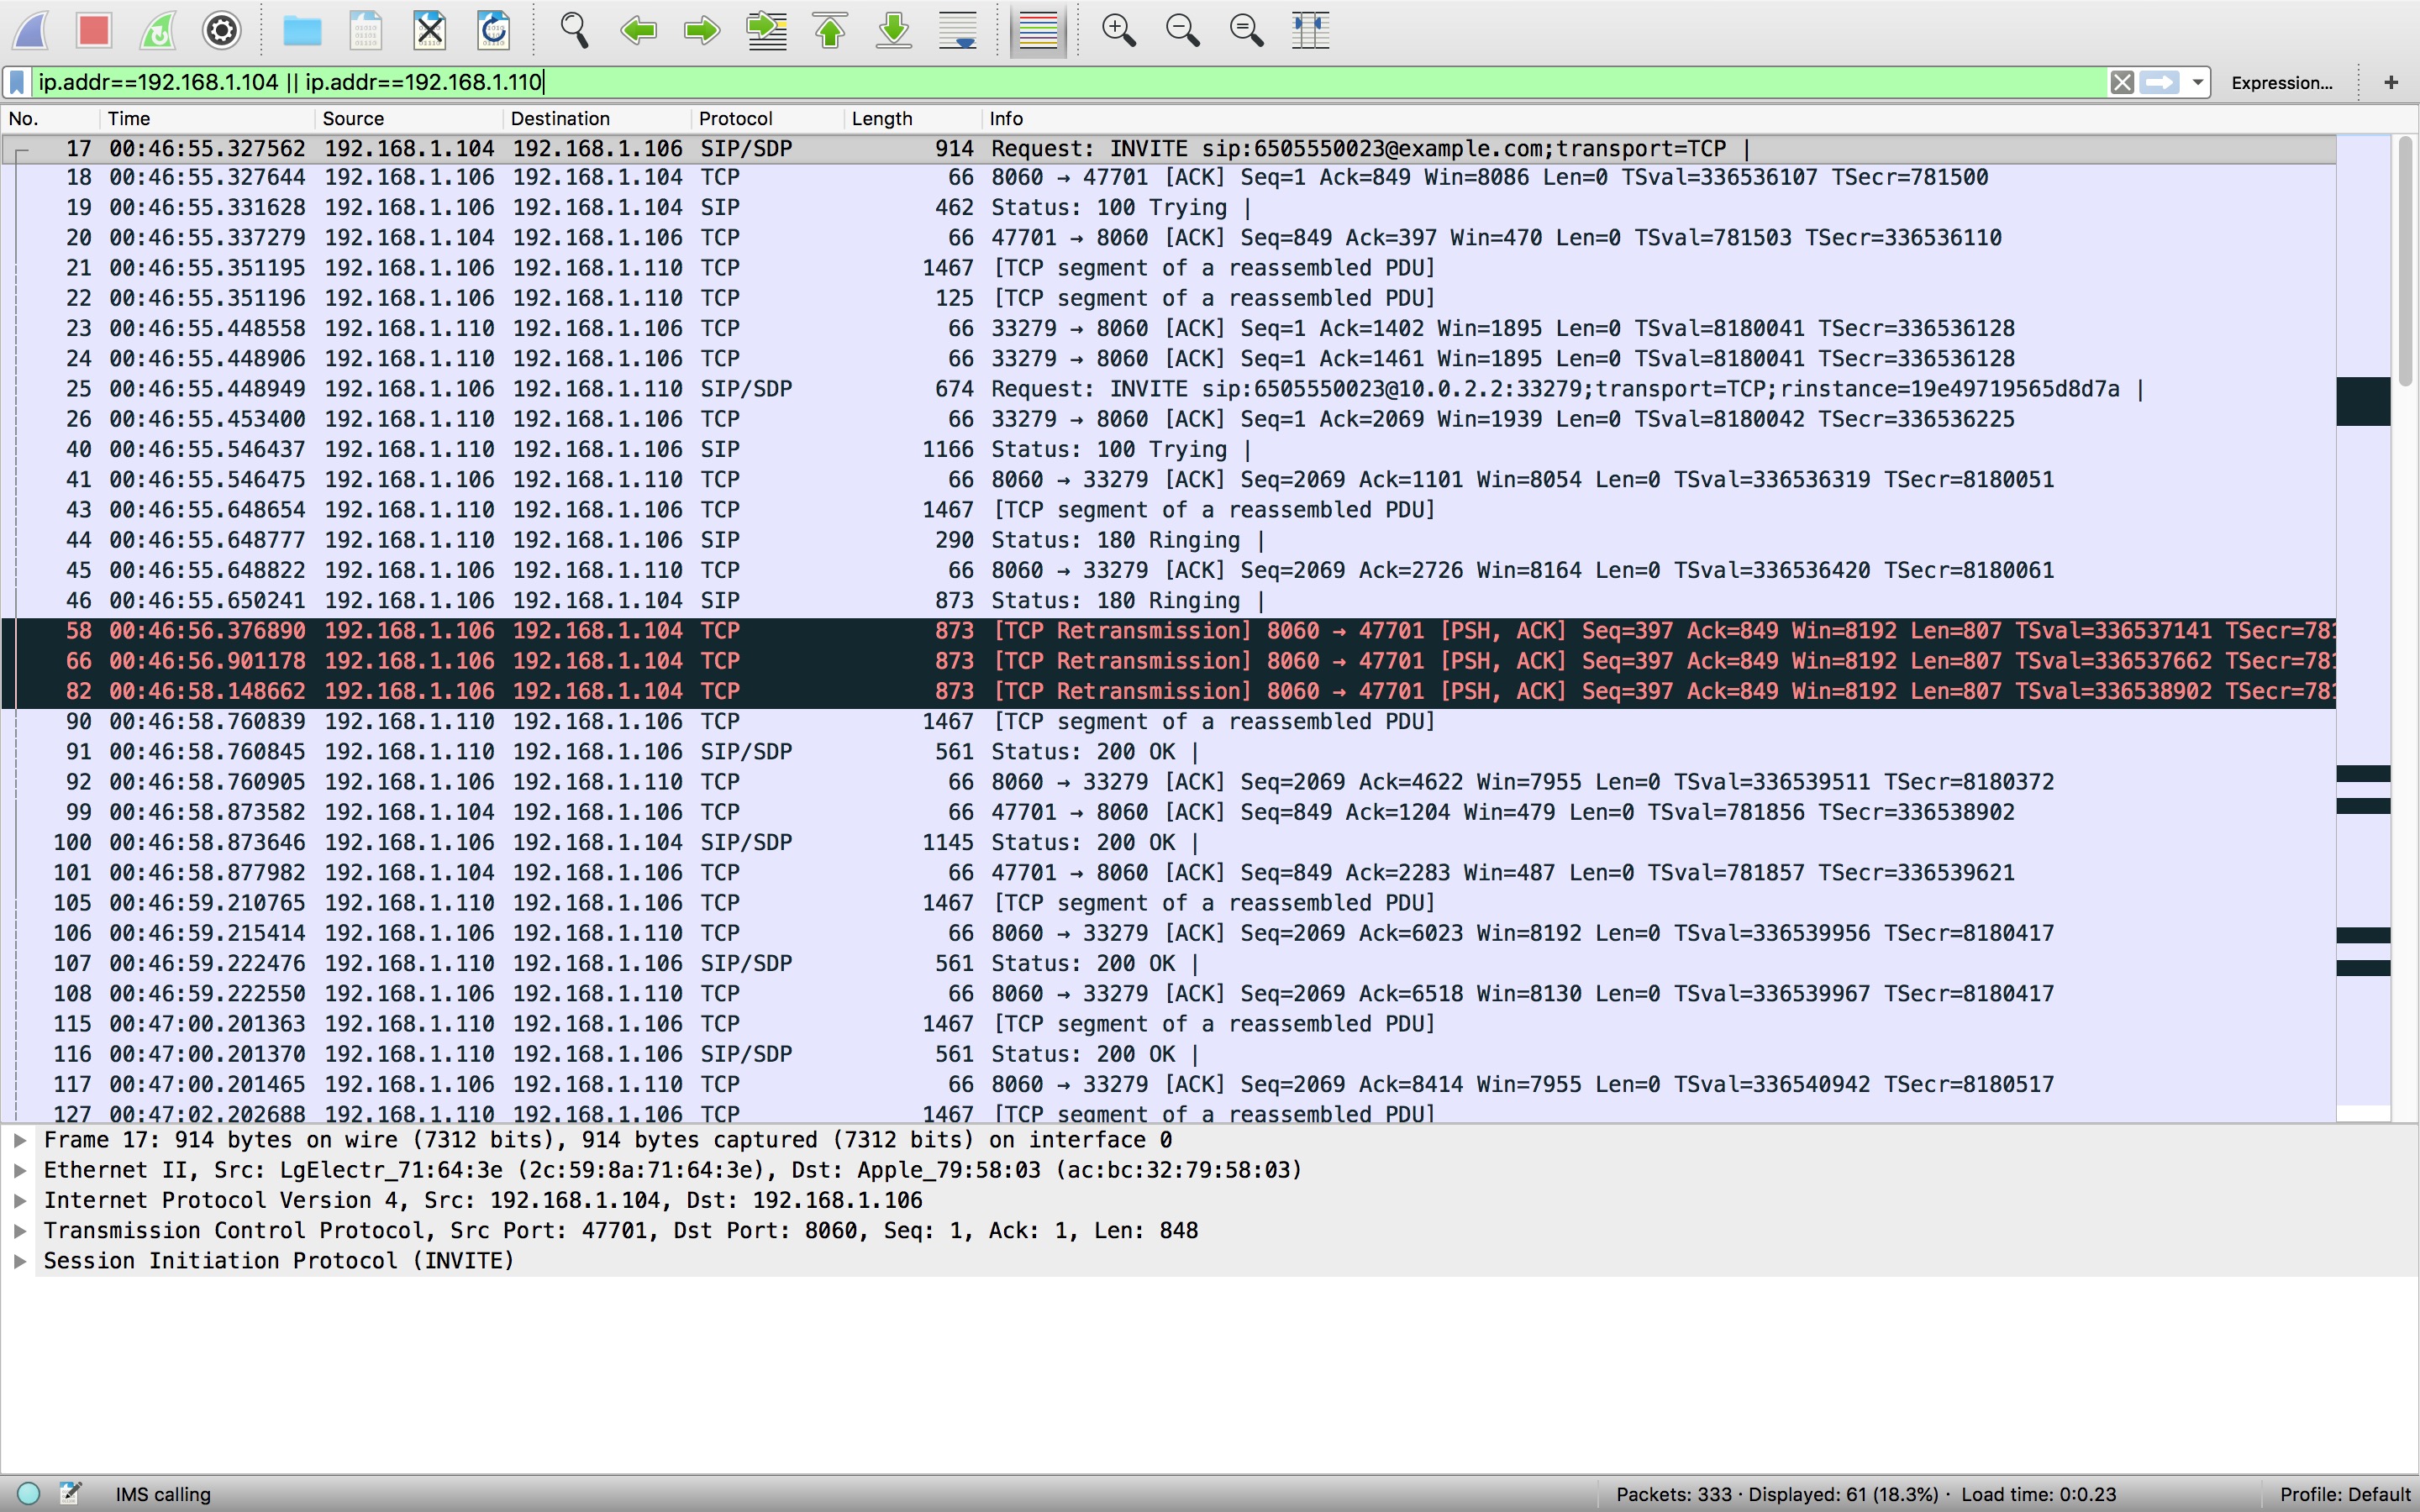 ip.addr==192.168.1.104 || ip.addr==192.168.1.110 Expression... +
No. Time Source Destination Protocol Length Info
17 00:46:55.327562 192.168.1.104 192.168.1.106 SIP/SDP 914 Request: INVITE sip:6505550023@example.com;transport=TCP |
18 00:46:55.327644 192.168.1.106 192.168.1.104 TCP 66 8060 → 47701 [ACK] Seq=1 Ack=849 Win=8086 Len=0 TSval=336536107 TSecr=781500
19 00:46:55.331628 192.168.1.106 192.168.1.104 SIP 462 Status: 100 Trying |
20 00:46:55.337279 192.168.1.104 192.168.1.106 TCP 66 47701 → 8060 [ACK] Seq=849 Ack=397 Win=470 Len=0 TSval=781503 TSecr=336536110
21 00:46:55.351195 192.168.1.106 192.168.1.110 TCP 1467 [TCP segment of a reassembled PDU]
22 00:46:55.351196 192.168.1.106 192.168.1.110 TCP 125 [TCP segment of a reassembled PDU]
23 00:46:55.448558 192.168.1.110 192.168.1.106 TCP 66 33279 → 8060 [ACK] Seq=1 Ack=1402 Win=1895 Len=0 TSval=8180041 TSecr=336536128
24 00:46:55.448906 192.168.1.110 192.168.1.106 TCP 66 33279 → 8060 [ACK] Seq=1 Ack=1461 Win=1895 Len=0 TSval=8180041 TSecr=336536128
25 00:46:55.448949 192.168.1.106 192.168.1.110 SIP/SDP 674 Request: INVITE sip:6505550023@10.0.2.2:33279;transport=TCP;rinstance=19e49719565d8d7a |
26 00:46:55.453400 192.168.1.110 192.168.1.106 TCP 66 33279 → 8060 [ACK] Seq=1 Ack=2069 Win=1939 Len=0 TSval=8180042 TSecr=336536225
40 00:46:55.546437 192.168.1.110 192.168.1.106 SIP 1166 Status: 100 Trying |
41 00:46:55.546475 192.168.1.106 192.168.1.110 TCP 66 8060 → 33279 [ACK] Seq=2069 Ack=1101 Win=8054 Len=0 TSval=336536319 TSecr=8180051
43 00:46:55.648654 192.168.1.110 192.168.1.106 TCP 1467 [TCP segment of a reassembled PDU]
44 00:46:55.648777 192.168.1.110 192.168.1.106 SIP 290 Status: 180 Ringing |
45 00:46:55.648822 192.168.1.106 192.168.1.110 TCP 66 8060 → 33279 [ACK] Seq=2069 Ack=2726 Win=8164 Len=0 TSval=336536420 TSecr=8180061
46 00:46:55.650241 192.168.1.106 192.168.1.104 SIP 873 Status: 180 Ringing |
58 00:46:56.376890 192.168.1.106 192.168.1.104 TCP 873 [TCP Retransmission] 8060 → 47701 [PSH, ACK] Seq=397 Ack=849 Win=8192 Len=807 TSval=336537141 TSecr=781
66 00:46:56.901178 192.168.1.106 192.168.1.104 TCP 873 [TCP Retransmission] 8060 → 47701 [PSH, ACK] Seq=397 Ack=849 Win=8192 Len=807 TSval=336537662 TSecr=781
82 00:46:58.148662 192.168.1.106 192.168.1.104 TCP 873 [TCP Retransmission] 8060 → 47701 [PSH, ACK] Seq=397 Ack=849 Win=8192 Len=807 TSval=336538902 TSecr=781
90 00:46:58.760839 192.168.1.110 192.168.1.106 TCP 1467 [TCP segment of a reassembled PDU]
91 00:46:58.760845 192.168.1.110 192.168.1.106 SIP/SDP 561 Status: 200 OK |
92 00:46:58.760905 192.168.1.106 192.168.1.110 TCP 66 8060 → 33279 [ACK] Seq=2069 Ack=4622 Win=7955 Len=0 TSval=336539511 TSecr=8180372
99 00:46:58.873582 192.168.1.104 192.168.1.106 TCP 66 47701 → 8060 [ACK] Seq=849 Ack=1204 Win=479 Len=0 TSval=781856 TSecr=336538902
100 00:46:58.873646 192.168.1.106 192.168.1.104 SIP/SDP 1145 Status: 200 OK |
101 00:46:58.877982 192.168.1.104 192.168.1.106 TCP 66 47701 → 8060 [ACK] Seq=849 Ack=2283 Win=487 Len=0 TSval=781857 TSecr=336539621
105 00:46:59.210765 192.168.1.110 192.168.1.106 TCP 1467 [TCP segment of a reassembled PDU]
106 00:46:59.215414 192.168.1.106 192.168.1.110 TCP 66 8060 → 33279 [ACK] Seq=2069 Ack=6023 Win=8192 Len=0 TSval=336539956 TSecr=8180417
107 00:46:59.222476 192.168.1.110 192.168.1.106 SIP/SDP 561 Status: 200 OK |
108 00:46:59.222550 192.168.1.106 192.168.1.110 TCP 66 8060 → 33279 [ACK] Seq=2069 Ack=6518 Win=8130 Len=0 TSval=336539967 TSecr=8180417
115 00:47:00.201363 192.168.1.110 192.168.1.106 TCP 1467 [TCP segment of a reassembled PDU]
116 00:47:00.201370 192.168.1.110 192.168.1.106 SIP/SDP 561 Status: 200 OK |
117 00:47:00.201465 192.168.1.106 192.168.1.110 TCP 66 8060 → 33279 [ACK] Seq=2069 Ack=8414 Win=7955 Len=0 TSval=336540942 TSecr=8180517
127 00:47:02.202688 192.168.1.110 192.168.1.106 TCP 1467 [TCP segment of a reassembled PDU]
Frame 17: 914 bytes on wire (7312 bits), 914 bytes captured (7312 bits) on interface 0
Ethernet II, Src: LgElectr_71:64:3e (2c:59:8a:71:64:3e), Dst: Apple_79:58:03 (ac:bc:32:79:58:03)
Internet Protocol Version 4, Src: 192.168.1.104, Dst: 192.168.1.106
Transmission Control Protocol, Src Port: 47701, Dst Port: 8060, Seq: 1, Ack: 1, Len: 848
Session Initiation Protocol (INVITE)
IMS calling Packets: 333 · Displayed: 61 (18.3%) · Load time: 0:0.23 Profile: Default